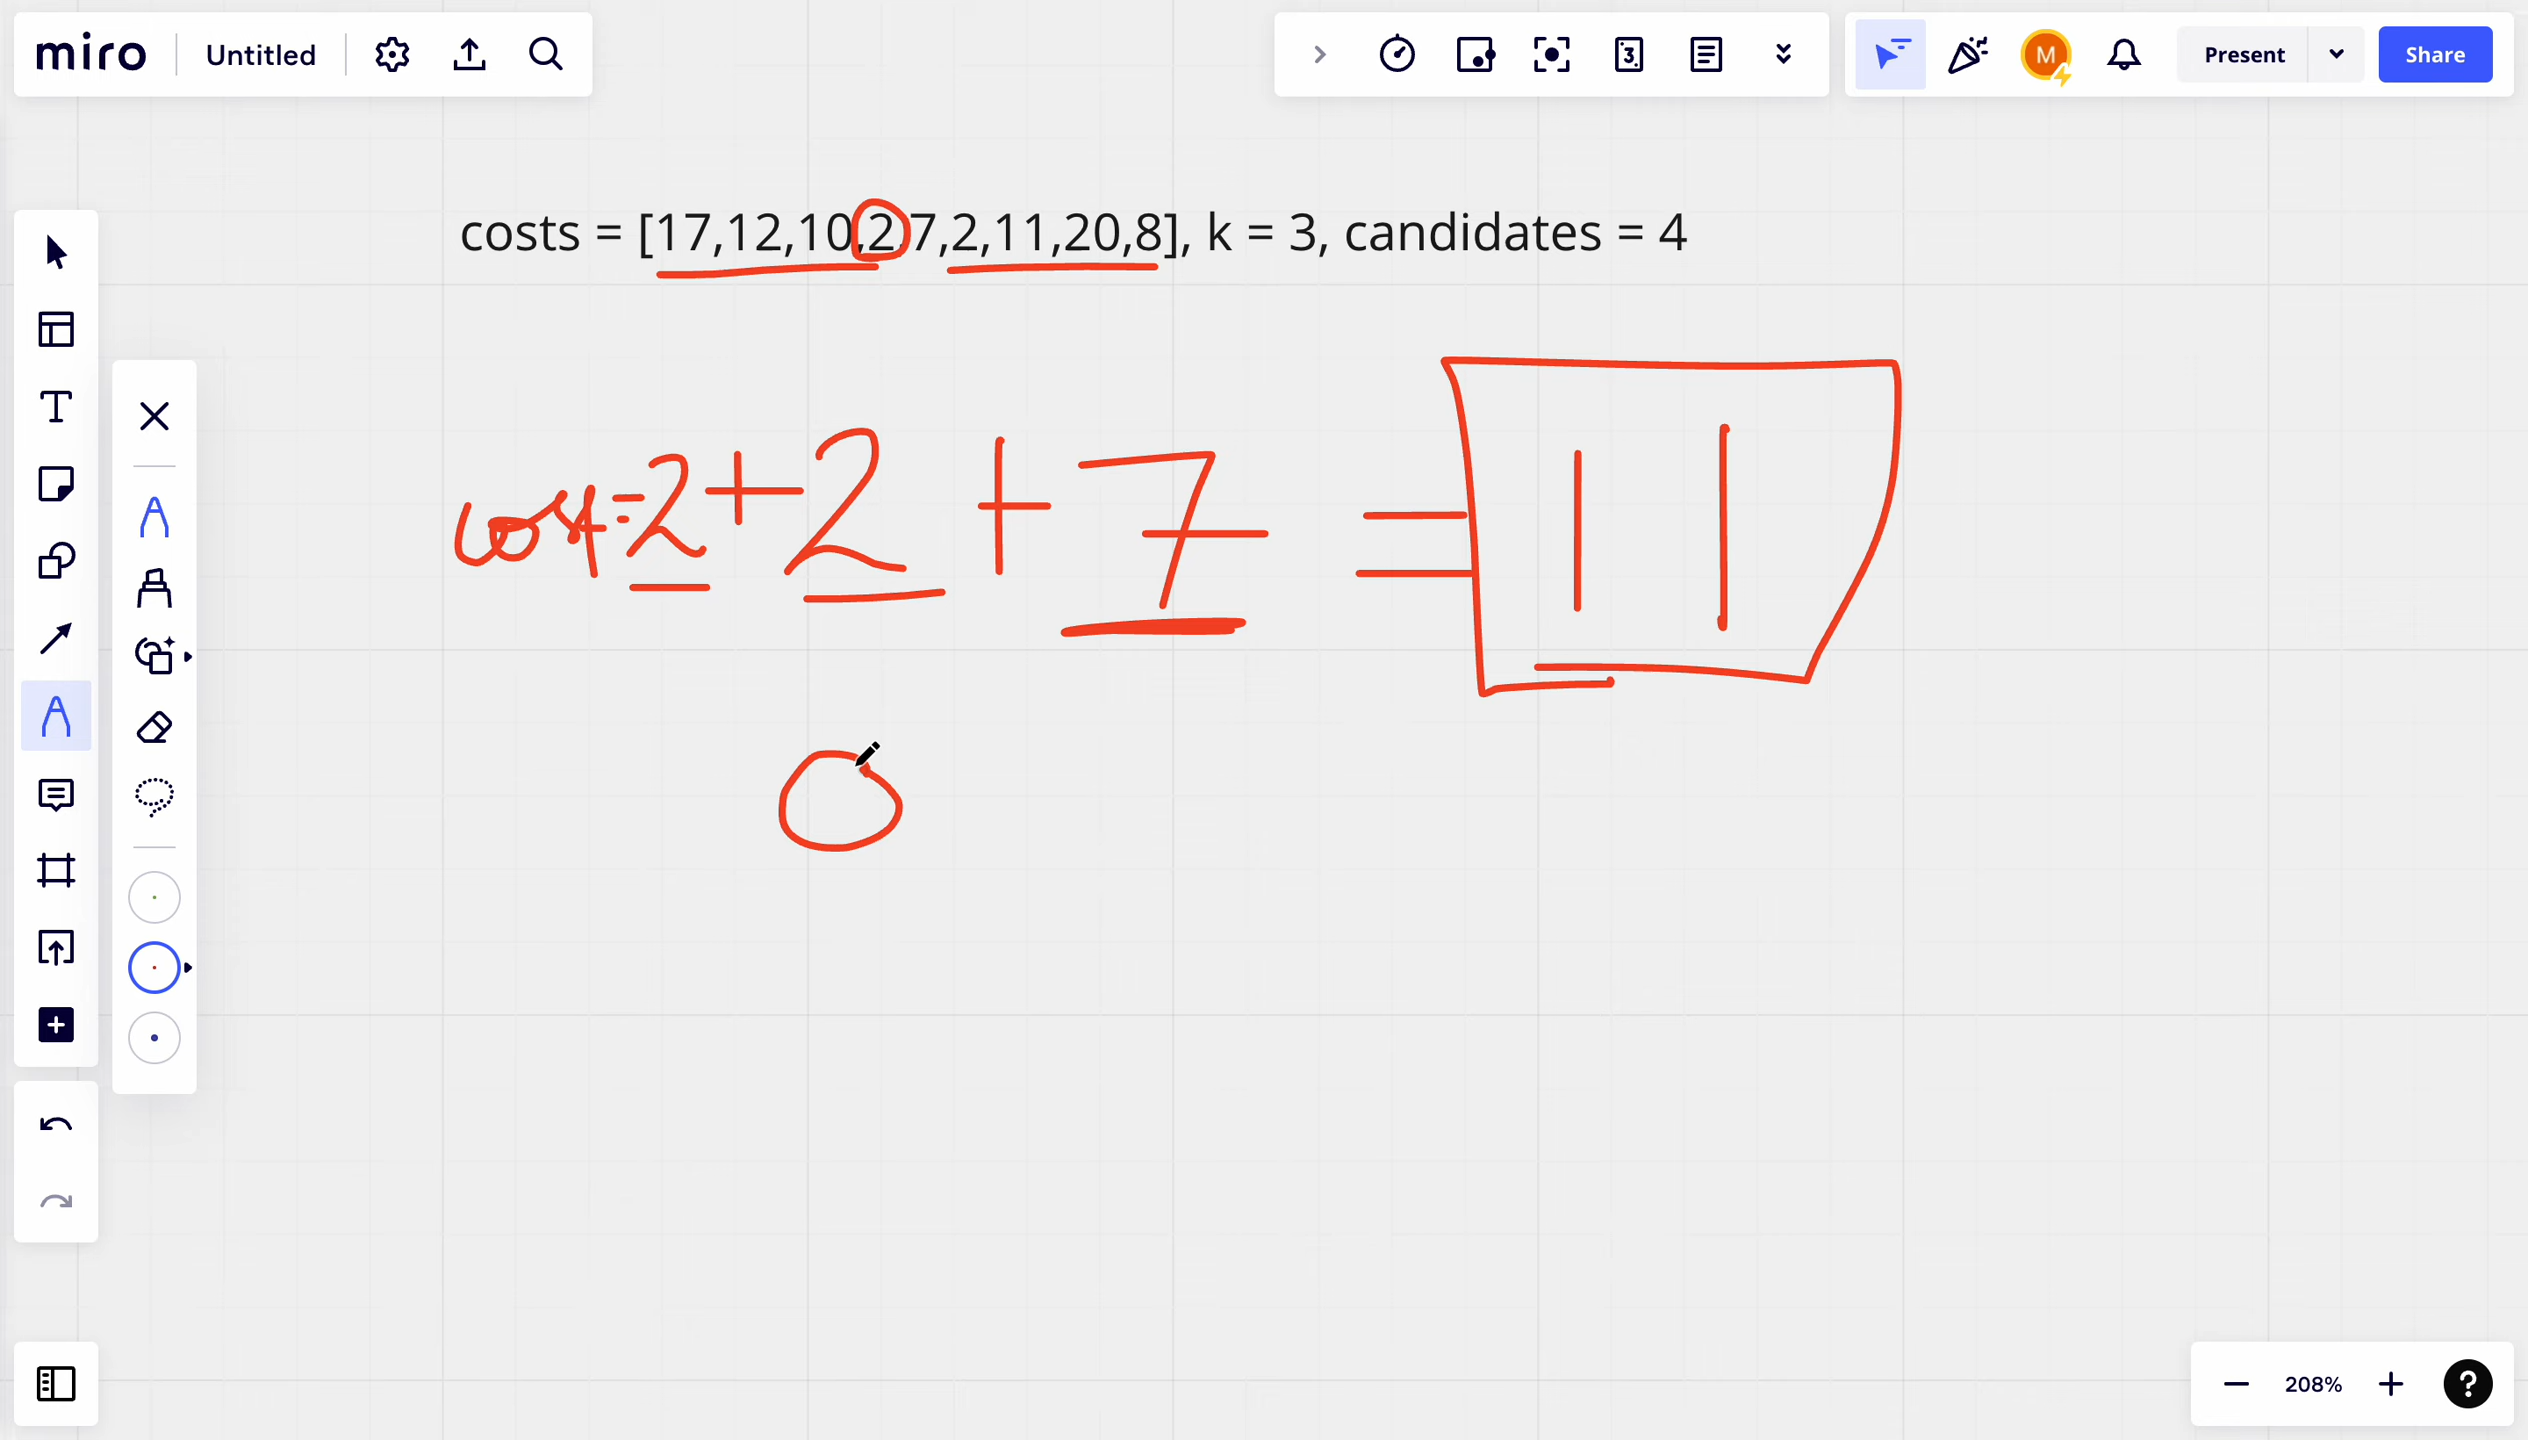 miro Untitled 3 M Present Share
costs = [17,12,10,2,7,2,11,20,8], k = 3, candidates = 4
cost=2+2+7=11
O
208% ?